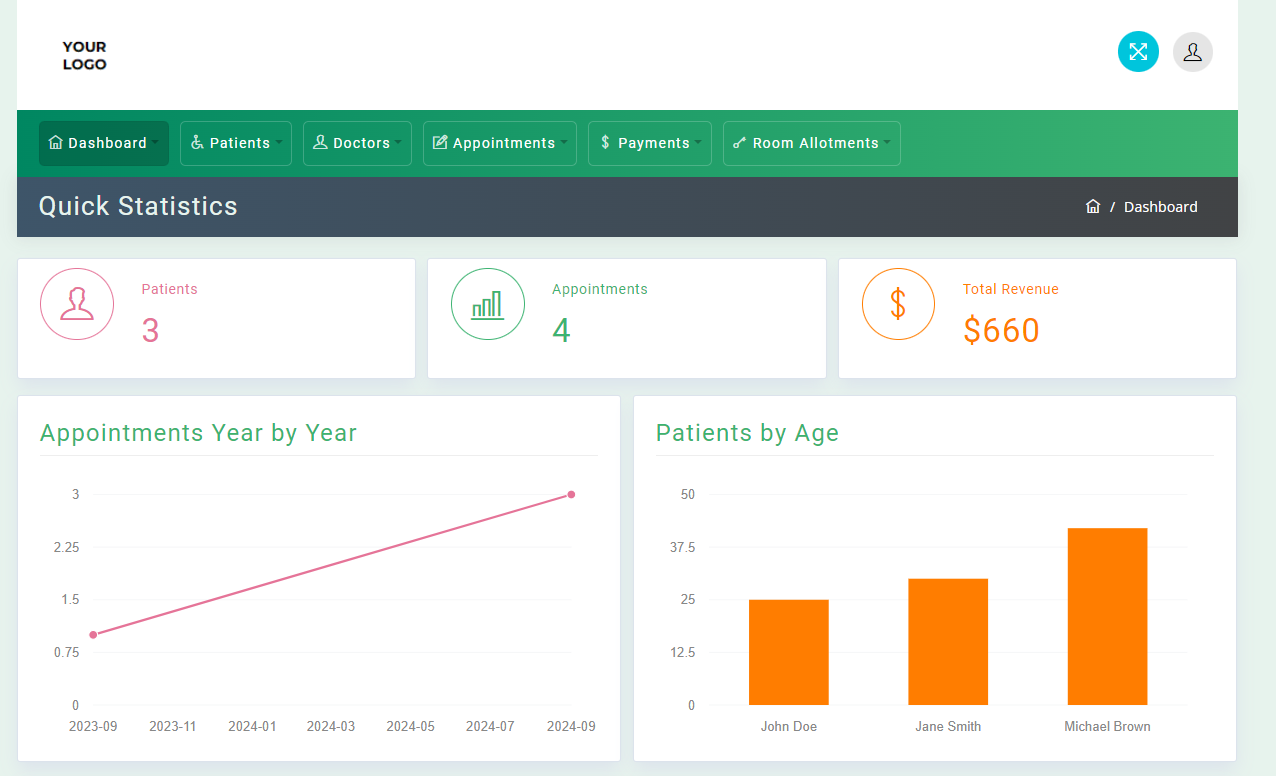 YOUR
LOGO
Dashboard Patients Doctors Appointments $ Payments Room Allotments
Quick Statistics / Dashboard
Patients
3
Appointments
4
$
Total Revenue
$660
Appointments Year by Year
3
2.25
1.5
0.75
0
2023-09 2023-11 2024-01 2024-03 2024-05 2024-07 2024-09
Patients by Age
50
37.5
25
12.5
0
John Doe Jane Smith Michael Brown